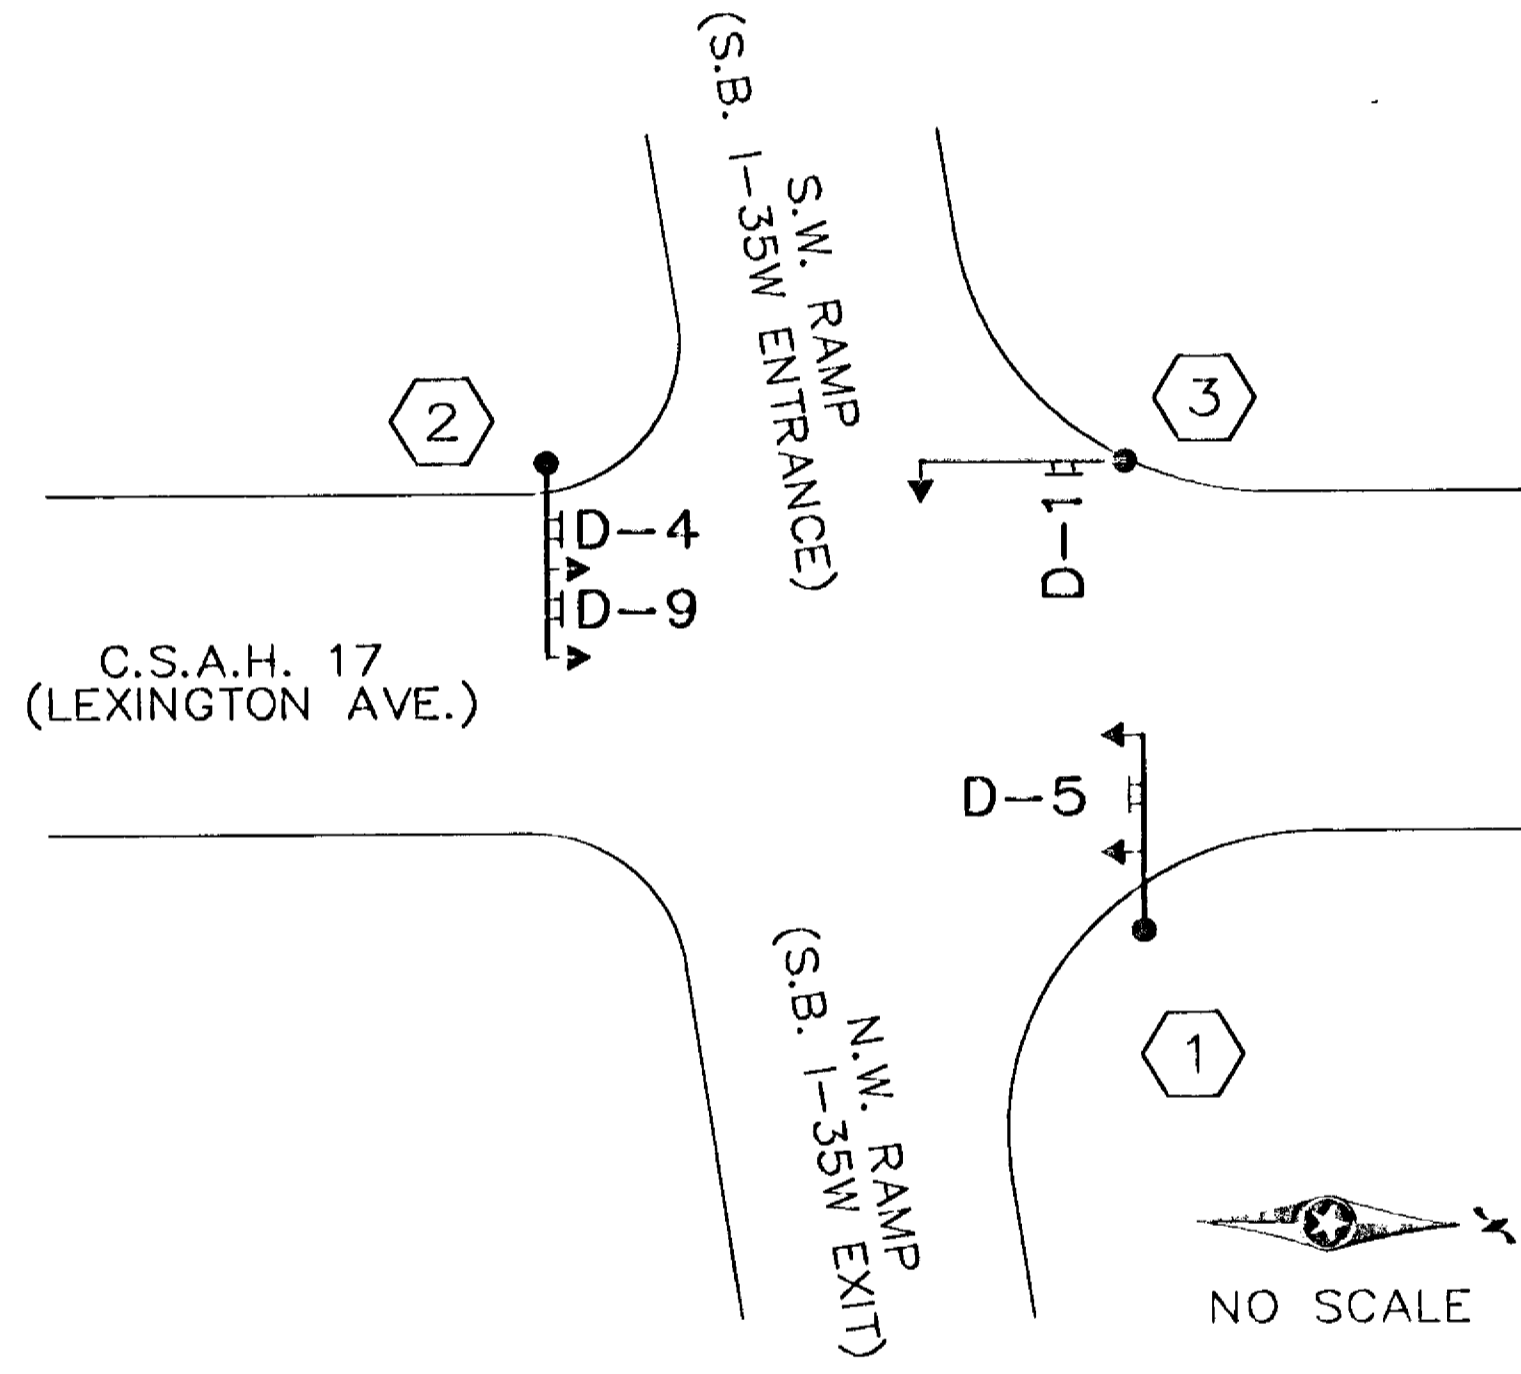 (S.B. I-35W ENTRANCE)
S.W. RAMP
2
3
D-4
D-9
D-1
C.S.A.H. 17
(LEXINGTON AVE.)
D-5
(S.B. I-35W EXIT)
N.W. RAMP
1
NO SCALE